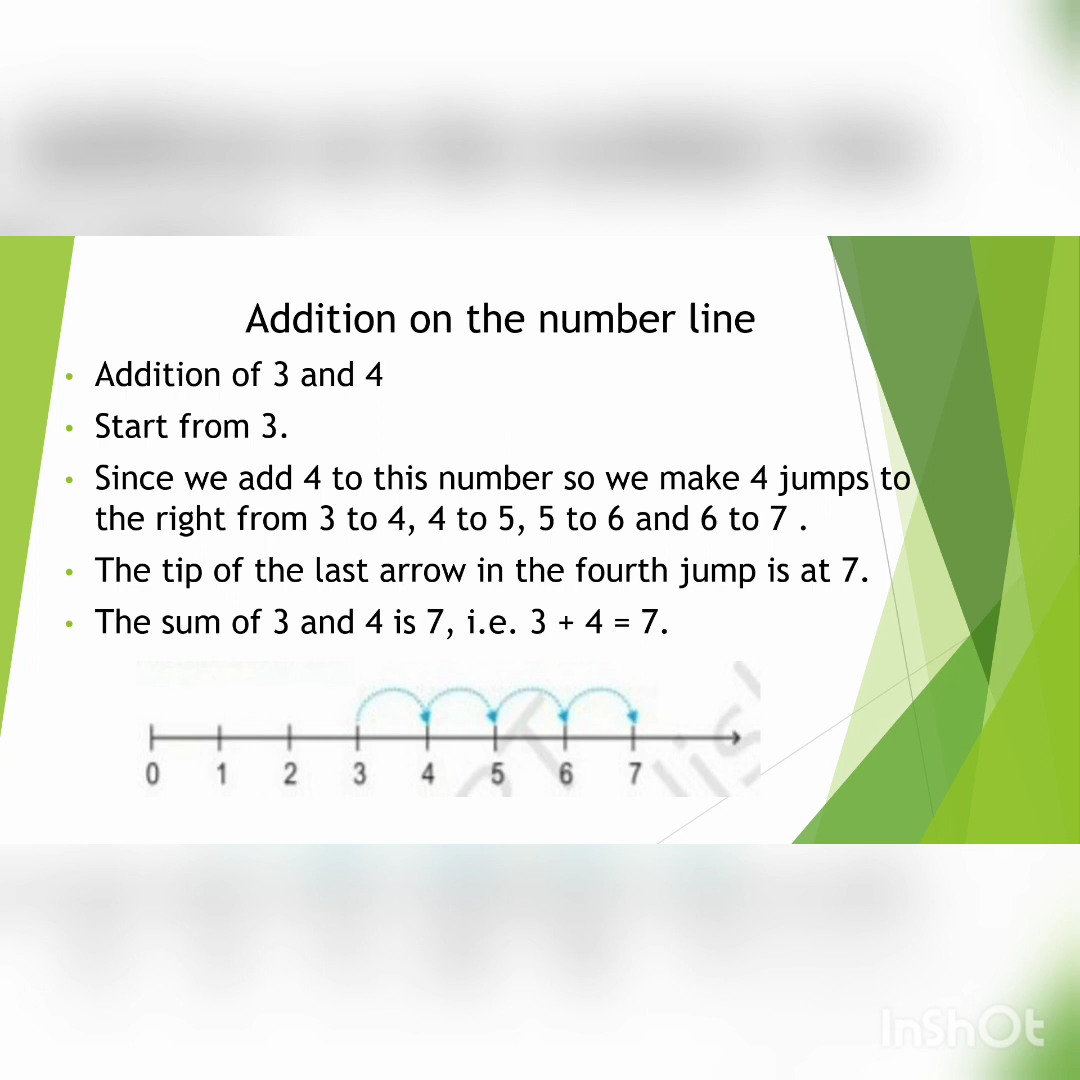 Addition on the number line
• Addition of 3 and 4
• Start from 3.
• Since we add 4 to this number so we make 4 jumps to
the right from 3 to 4, 4 to 5, 5 to 6 and 6 to 7 .
• The tip of the last arrow in the fourth jump is at 7.
• The sum of 3 and 4 is 7, i.e. 3 + 4 = 7.
0 1 2 3 4 5 6 7
InShOt